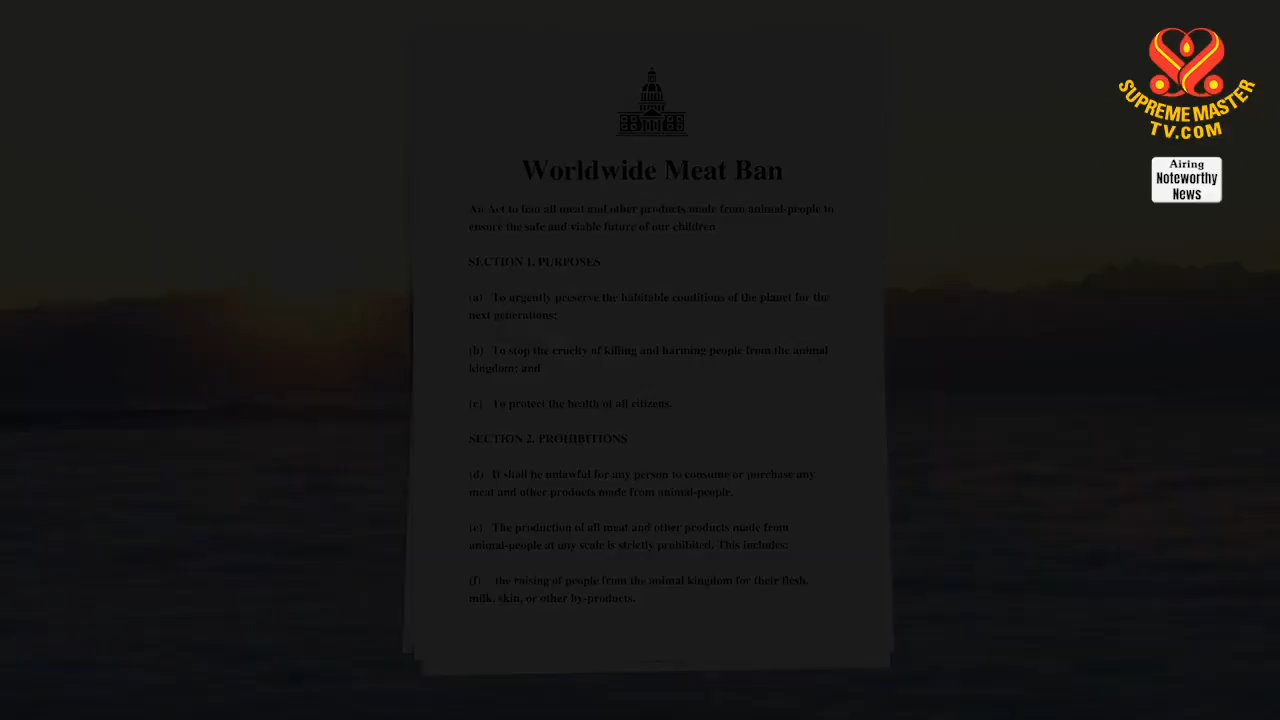 SUPREME MASTER
TV.COM
Airing
Noteworthy
News
Worldwide Meat Ban
An Act to ban all meat and other products made from animal-people to
ensure the safe and viable future of our children
SECTION 1. PURPOSES
(a) To urgently preserve the habitable conditions of the planet for the
next generations;
(b) To stop the cruelty of killing and harming people from the animal
kingdom; and
(c) To protect the health of all citizens.
SECTION 2. PROHIBITIONS
(d) It shall be unlawful for any person to consume or purchase any
meat and other products made from animal-people.
(e) The production of all meat and other products made from
animal-people at any scale is strictly prohibited. This includes:
(f) the raising of people from the animal kingdom for their flesh,
milk, skin, or other by-products.